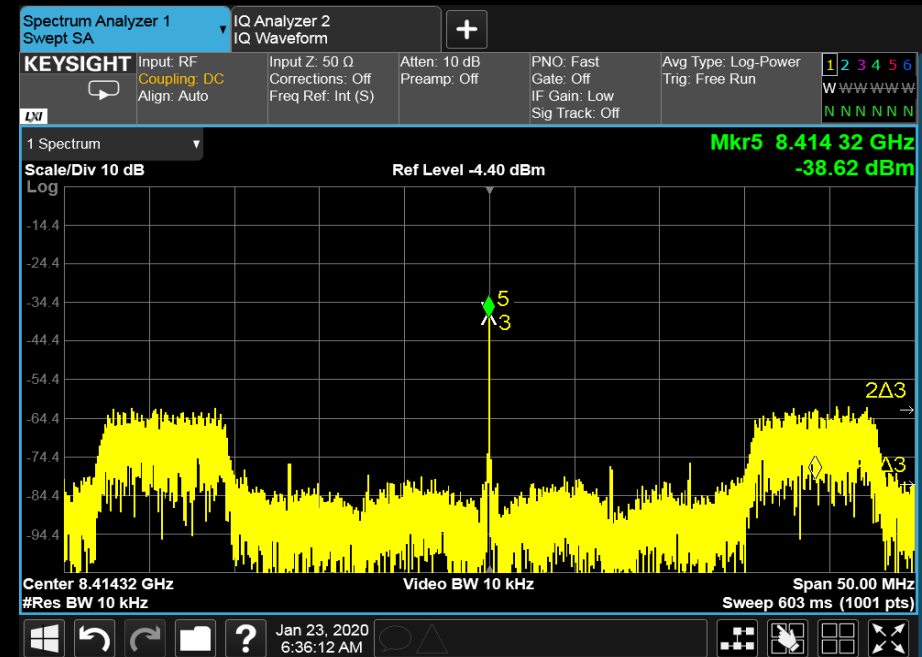 Spectrum Analyzer 1
Swept SA
IQ Analyzer 2
IQ Waveform
KEYSIGHT
LXI
Input: RF
Coupling: DC
Align: Auto
Input Z: 50 Ω
Corrections: Off
Freq Ref: Int (S)
Atten: 10 dB
Preamp: Off
PNO: Fast
Gate: Off
IF Gain: Low
Sig Track: Off
Avg Type: Log-Power
Trig: Free Run
1 2 3 4 5 6
W W W W W W
N N N N N N
1 Spectrum
Mkr5 8.414 32 GHz
-38.62 dBm
Scale/Div 10 dB
Ref Level -4.40 dBm
Log
-14.4
-24.4
-34.4
-44.4
-54.4
-64.4
-74.4
-84.4
-94.4
5
3
2Δ3
Δ3
Center 8.41432 GHz
Video BW 10 kHz
Span 50.00 MHz
#Res BW 10 kHz
Sweep 603 ms (1001 pts)
?
Jan 23, 2020
6:36:12 AM